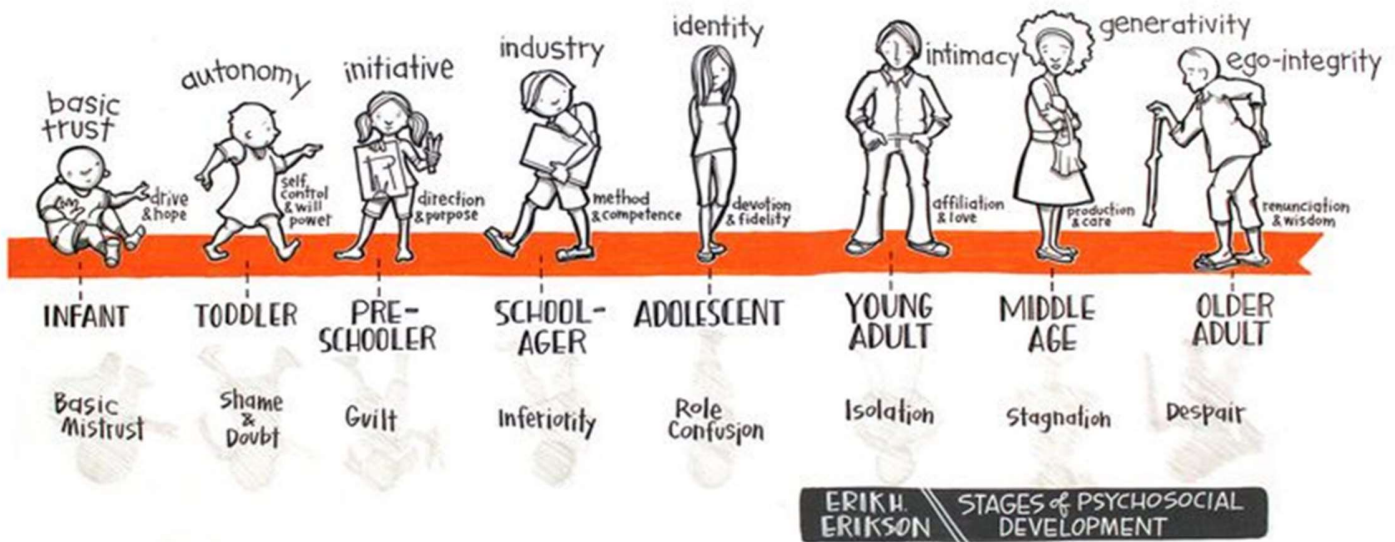 basic
trust
drive
& hope
INFANT
Basic
Mistrust
autonomy
self,
control
& will
power
TODDLER
Shame
&
Doubt
initiative
direction
& purpose
PRE-
SCHOOLER
Guilt
industry
method
& competence
SCHOOL-
AGER
Inferiority
identity
devotion
& fidelity
ADOLESCENT
Role
Confusion
intimacy
affiliation
& love
YOUNG
ADULT
Isolation
generativity
production
& care
MIDDLE
AGE
Stagnation
ego-integrity
renunciation
& wisdom
OLDER
ADULT
Despair
ERIK H.
ERIKSON
STAGES of PSYCHOSOCIAL
DEVELOPMENT